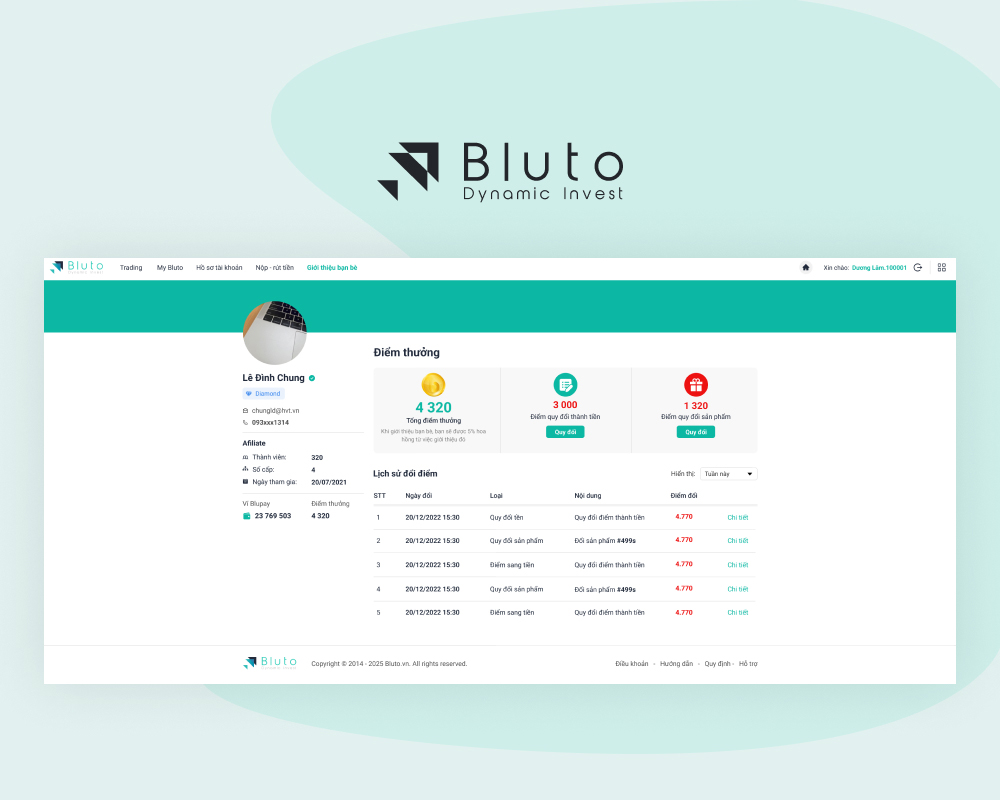 Bluto
Dynamic Invest
Bluto
Dynamic Invest
Trading My Bluto Hồ sơ tài khoản Nộp - rút tiền Giới thiệu bạn bè
Xin chào: Dương Lâm.100001
Lê Đình Chung
Diamond
chungld@hvt.vn
093xxx1314
Afiliate
Thành viên: 320
Số cấp: 4
Ngày tham gia: 20/07/2021
Ví Blupay Điểm thưởng
23 769 503 4 320
Điểm thưởng
4 320
Tổng điểm thưởng
Khi giới thiệu bạn bè, bạn sẽ được 5% hoa
hồng từ việc giới thiệu đó
3 000
Điểm quy đổi thành tiền
Quy đổi
1 320
Điểm quy đổi sản phẩm
Quy đổi
Lịch sử đổi điểm
Hiển thị: Tuần này
STT Ngày đổi Loại Nội dung Điểm đổi
1 20/12/2022 15:30 Quy đổi tền Quy đổi điểm thành tiền 4.770 Chi tiết
2 20/12/2022 15:30 Quy đổi sản phẩm Đổi sản phẩm #499s 4.770 Chi tiết
3 20/12/2022 15:30 Điểm sang tiền Quy đổi điểm thành tiền 4.770 Chi tiết
4 20/12/2022 15:30 Quy đổi sản phẩm Đổi sản phẩm #499s 4.770 Chi tiết
5 20/12/2022 15:30 Điểm sang tiền Quy đổi điểm thành tiền 4.770 Chi tiết
Bluto
Dynamic Invest
Copyright © 2014 - 2025 Bluto.vn. All rights reserved.
Điều khoản - Hướng dẫn - Quy định - Hỗ trợ